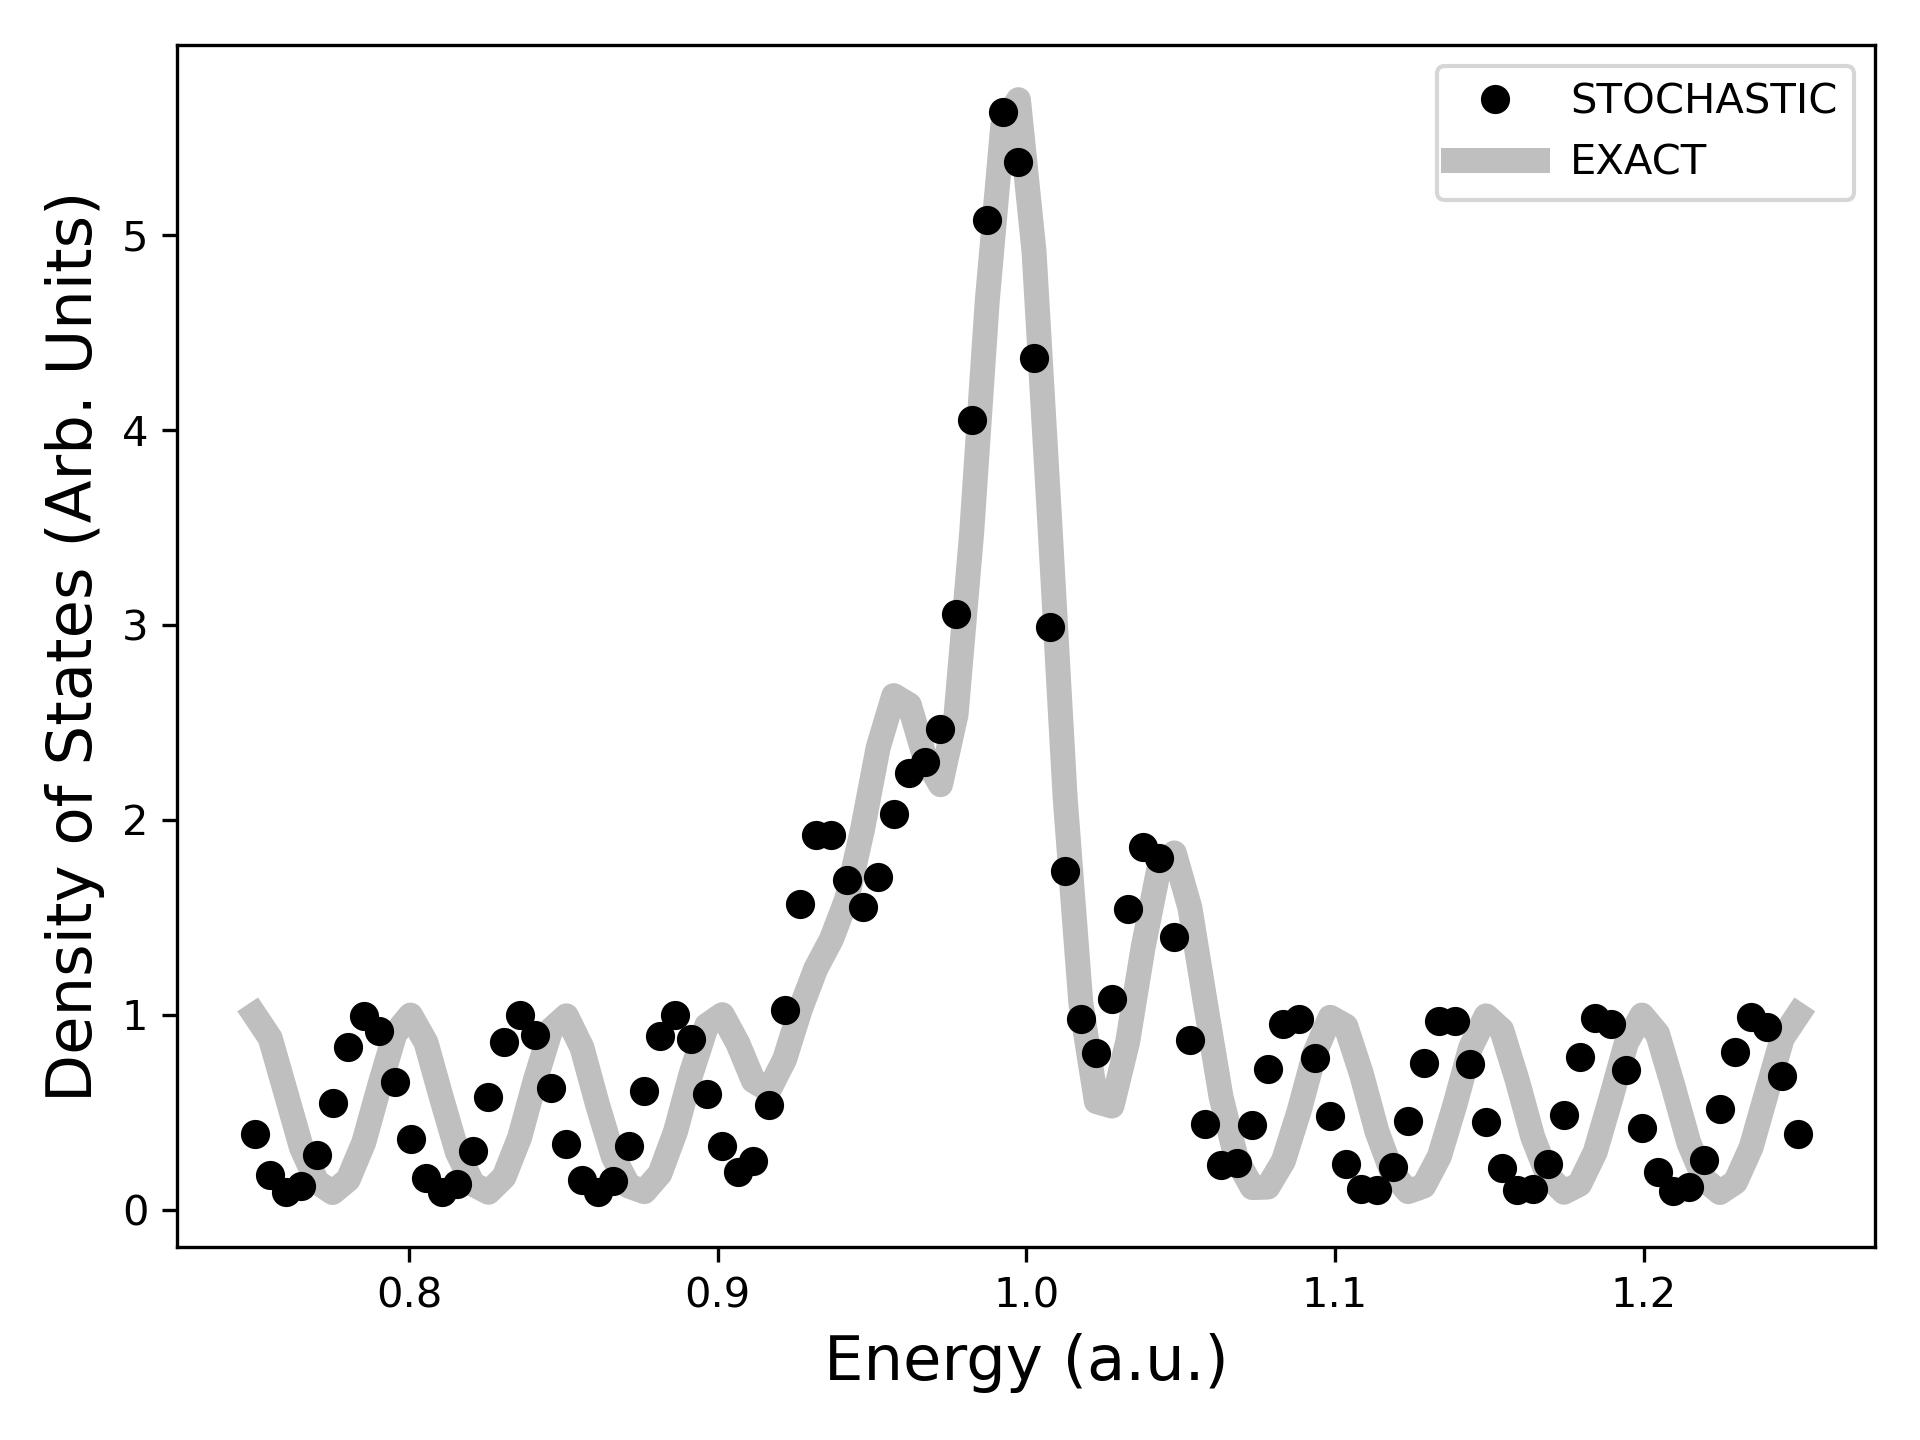 STOCHASTIC
EXACT
Density of States (Arb. Units)
5
4
3
2
1
0
0.8 0.9 1.0 1.1 1.2
Energy (a.u.)